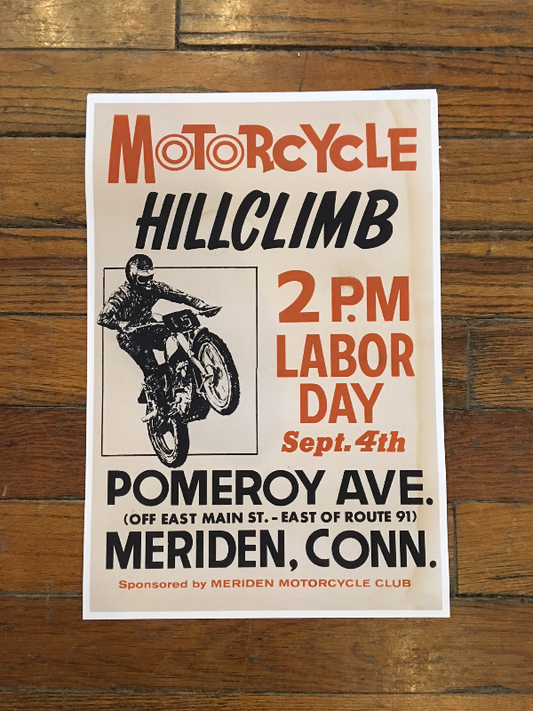 MOTORCYCLE
HILLCLIMB
2 P.M
LABOR
DAY
Sept. 4th
POMEROY AVE.
(OFF EAST MAIN ST. - EAST OF ROUTE 91)
MERIDEN, CONN.
Sponsored by MERIDEN MOTORCYCLE CLUB